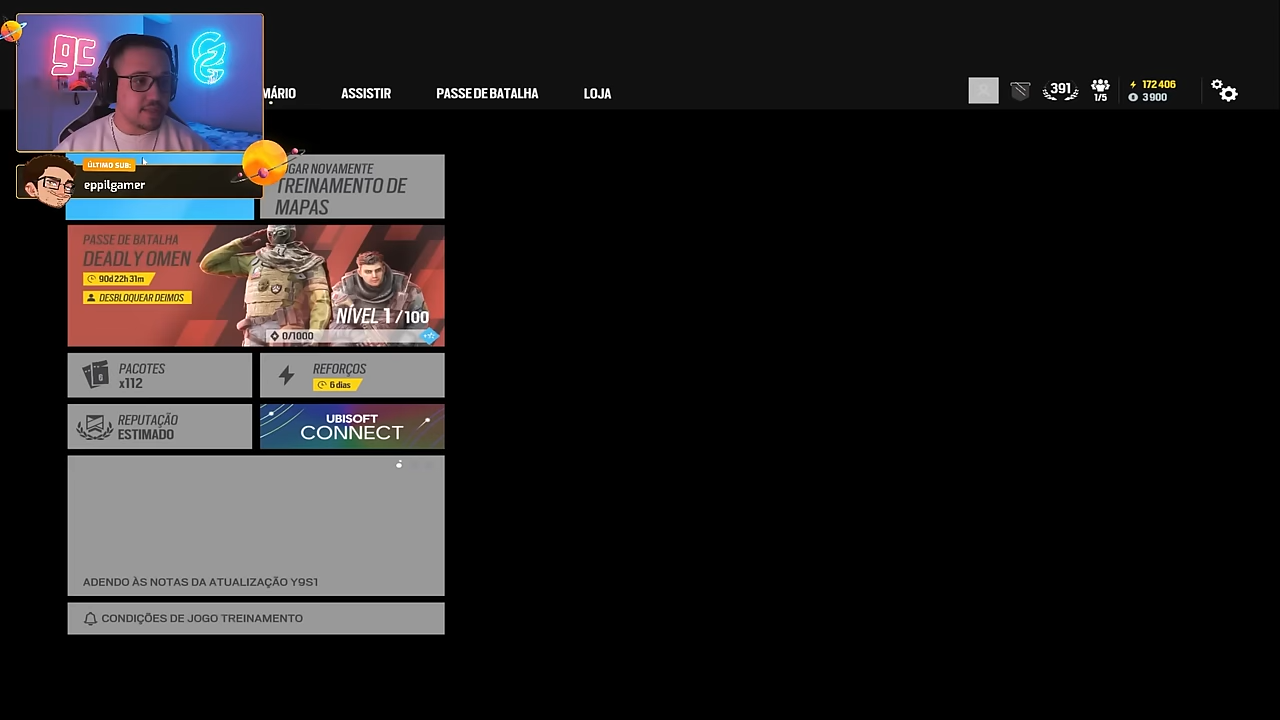 gc
MÁRIO
ASSISTIR
PASSE DE BATALHA
LOJA
391
1/5
172 406
3 900
ÚLTIMO SUB:
eppilgamer
JOGAR NOVAMENTE
TREINAMENTO DE
MAPAS
PASSE DE BATALHA
DEADLY OMEN
90d 22h 31m
DESBLOQUEAR DEIMOS
NÍVEL 1 /100
0/1000
PACOTES
x112
REFORÇOS
6 dias
REPUTAÇÃO
ESTIMADO
UBISOFT
CONNECT
ADENDO ÀS NOTAS DA ATUALIZAÇÃO Y9S1
CONDIÇÕES DE JOGO TREINAMENTO